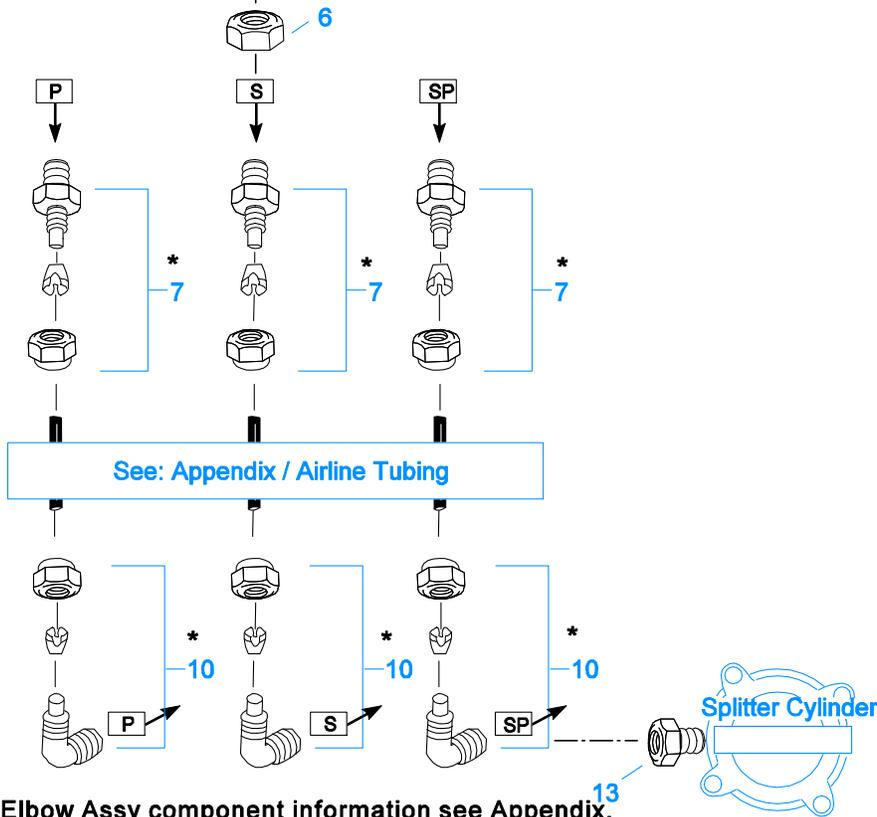 6
P S SP
* * *
7 7 7
See: Appendix / Airline Tubing
* * *
10 10 10
P S SP
Splitter Cylinder
13
Elbow Assy component information see Appendix.